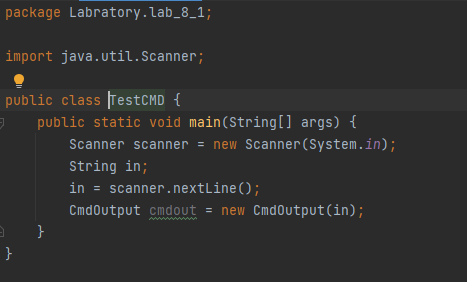 package Labratory.lab_8_1;
import java.util.Scanner;
public class TestCMD {
public static void main(String[] args) {
Scanner scanner = new Scanner(System.in);
String in;
in = scanner.nextLine();
CmdOutput cmdout = new CmdOutput(in);
}
}